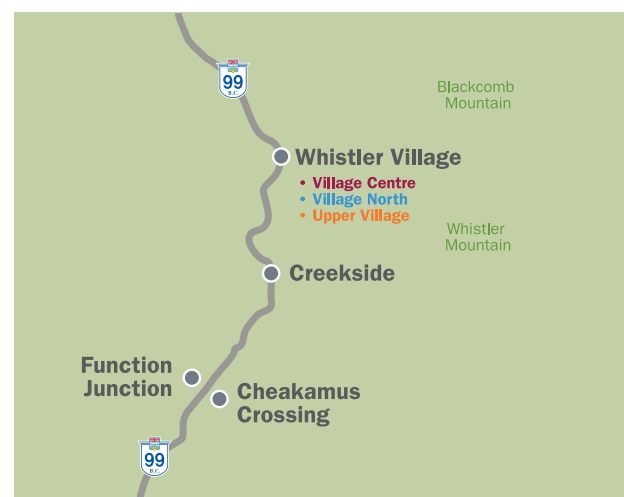 99
B.C.
Blackcomb
Mountain
Whistler Village
• Village Centre
• Village North
• Upper Village
Whistler
Mountain
Creekside
Function
Junction
Cheakamus
Crossing
99
B.C.